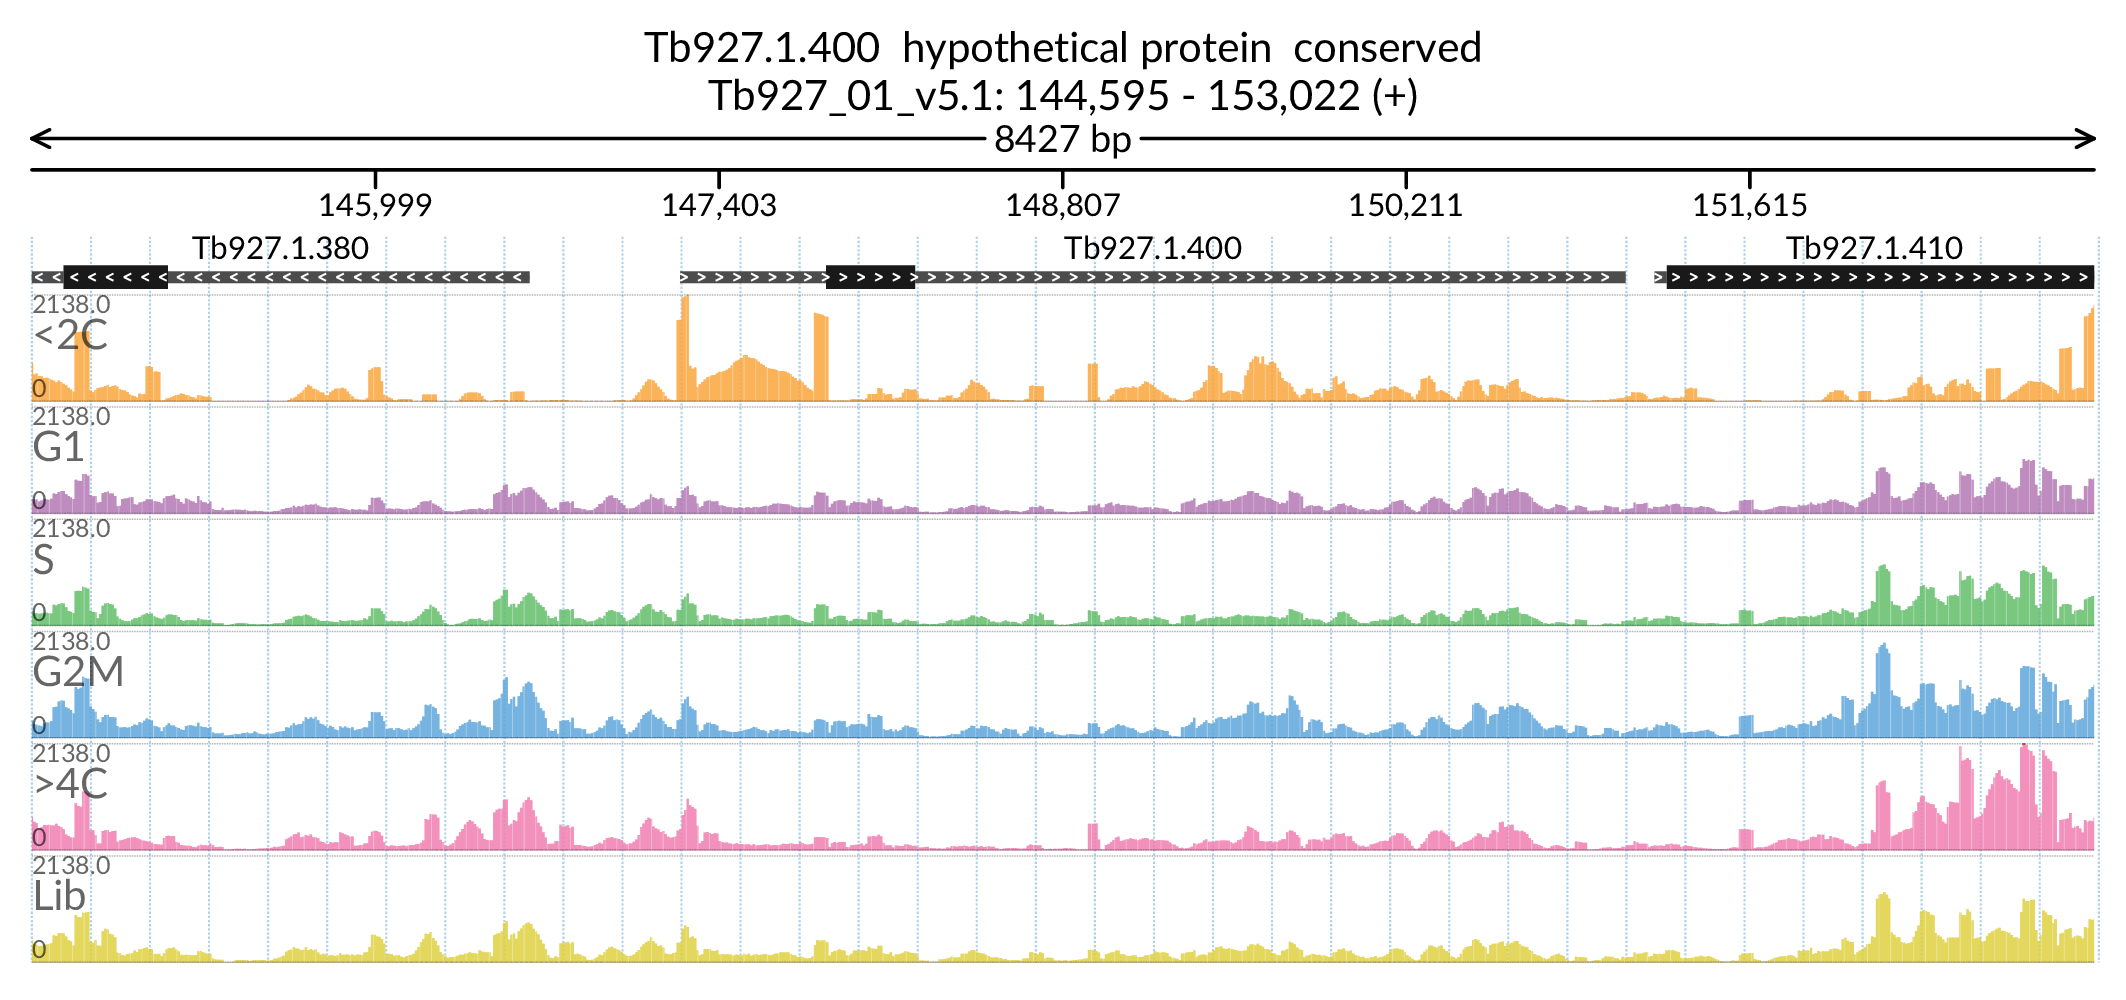 Tb927.1.400 hypothetical protein conserved
Tb927_01_v5.1: 144,595 - 153,022 (+)
8427 bp
145,999 147,403 148,807 150,211 151,615
Tb927.1.380 Tb927.1.400 Tb927.1.410
2138.0
<2C
0
2138.0
G1
0
2138.0
S
0
2138.0
G2M
0
2138.0
>4C
0
2138.0
Lib
0